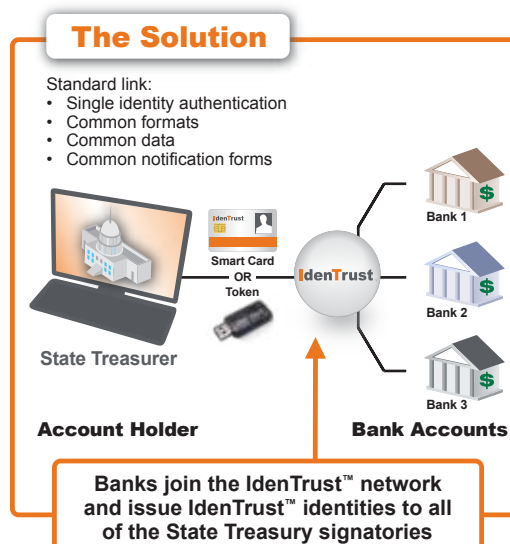 The Solution
Standard link:
• Single identity authentication
• Common formats
• Common data
• Common notification forms
IdenTrust
Smart Card
OR
Token
State Treasurer
IdenTrust
$
Bank 1
$
Bank 2
$
Bank 3
Account Holder
Bank Accounts
Banks join the IdenTrust™ network
and issue IdenTrust™ identities to all
of the State Treasury signatories